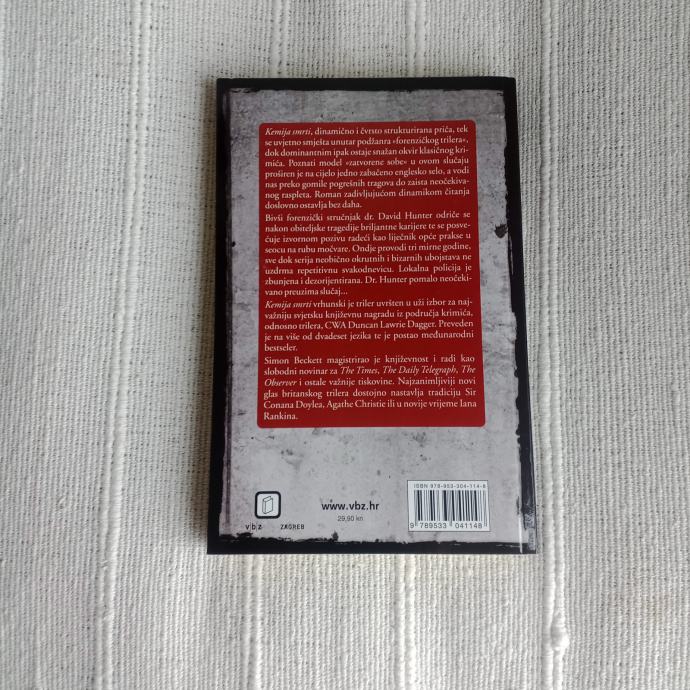 Kemija smrti, dinamično i čvrsto strukturirana priča, tek
se uvjetno smješta unutar podžanra »forenzičkog trilera«,
dok dominantnim ipak ostaje snažan okvir klasičnog kri-
mića. Poznati model »zatvorene sobe« u ovom slučaju
proširen je na cijelo jedno zabačeno englesko selo, a vodi
nas preko gomile pogrešnih tragova do zaista neočekiva-
nog raspleta. Roman zadivljujućom dinamikom čitanja
doslovno ostavlja bez daha.
Bivši forenzički stručnjak dr. David Hunter odriče se
nakon obiteljske tragedije briljantne karijere te se posve-
ćuje izvornom pozivu radeći kao liječnik opće prakse u
seocu na rubu močvare. Ondje provodi tri mirne godine,
sve dok serija neobično okrutnih i bizarnih ubojstava ne
uzdrma repetitivnu svakodnevicu. Lokalna policija je
zbunjena i dezorijentirana. Dr. Hunter pomalo neočeki-
vano preuzima slučaj...
Kemija smrti vrhunski je triler uvršten u uži izbor za naj-
važniju svjetsku književnu nagradu iz područja krimića,
odnosno trilera, CWA Duncan Lawrie Dagger. Preveden
je na više od dvadeset jezika te je postao međunarodni
bestseler.
Simon Beckett magistrirao je književnost i radi kao
slobodni novinar za The Times, The Daily Telegraph, The
Observer i ostale važnije tiskovine. Najzanimljiviji novi
glas britanskog trilera dostojno nastavlja tradiciju Sir
Conana Doylea, Agathe Christie ili u novije vrijeme Iana
Rankina.
ISBN 978-953-304-114-8
www.vbz.hr
29,90 kn
v|b|z ZAGREB
9 789533 041148